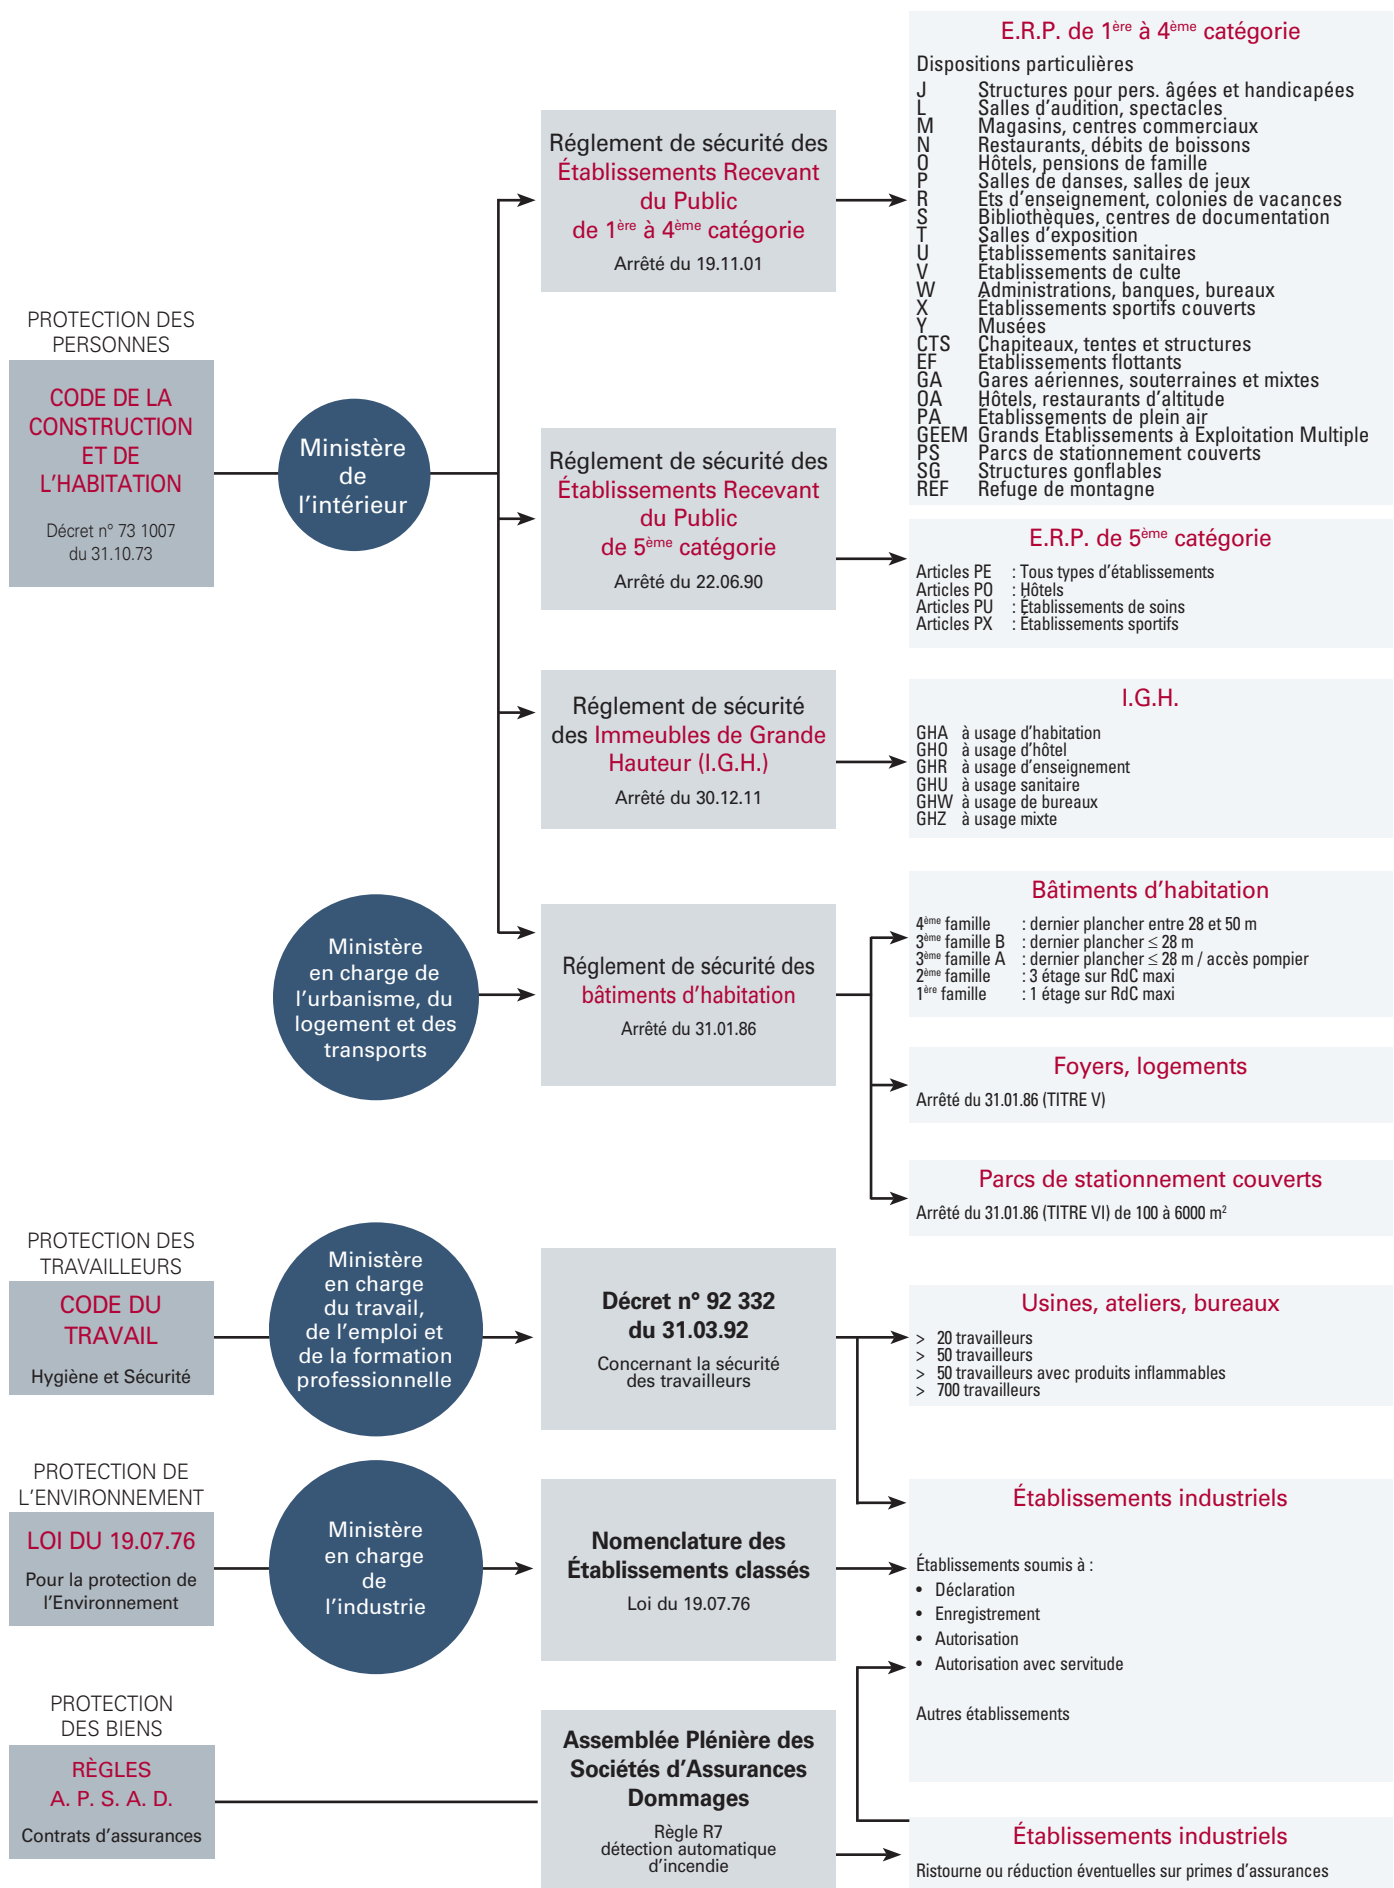 PROTECTION DES
PERSONNES
CODE DE LA
CONSTRUCTION
ET DE
L'HABITATION
Décret n° 73 1007
du 31.10.73
Ministère
de
l'intérieur
Réglement de sécurité des
Établissements Recevant
du Public
de 1ère à 4ème catégorie
Arrêté du 19.11.01
E.R.P. de 1ère à 4ème catégorie
Dispositions particulières
J Structures pour pers. âgées et handicapées
L Salles d'audition, spectacles
M Magasins, centres commerciaux
N Restaurants, débits de boissons
O Hôtels, pensions de famille
P Salles de danses, salles de jeux
R Ets d'enseignement, colonies de vacances
S Bibliothèques, centres de documentation
T Salles d'exposition
U Établissements sanitaires
V Établissements de culte
W Administrations, banques, bureaux
X Établissements sportifs couverts
Y Musées
CTS Chapiteaux, tentes et structures
EF Établissements flottants
GA Gares aériennes, souterraines et mixtes
OA Hôtels, restaurants d'altitude
PA Établissements de plein air
GEEM Grands Établissements à Exploitation Multiple
PS Parcs de stationnement couverts
SG Structures gonflables
REF Refuge de montagne
Réglement de sécurité des
Établissements Recevant
du Public
de 5ème catégorie
Arrêté du 22.06.90
E.R.P. de 5ème catégorie
Articles PE : Tous types d'établissements
Articles PO : Hôtels
Articles PU : Établissements de soins
Articles PX : Établissements sportifs
Réglement de sécurité
des Immeubles de Grande
Hauteur (I.G.H.)
Arrêté du 30.12.11
I.G.H.
GHA à usage d'habitation
GHO à usage d'hôtel
GHR à usage d'enseignement
GHU à usage sanitaire
GHW à usage de bureaux
GHZ à usage mixte
Ministère
en charge de
l'urbanisme, du
logement et des
transports
Réglement de sécurité des
bâtiments d'habitation
Arrêté du 31.01.86
Bâtiments d'habitation
4ème famille : dernier plancher entre 28 et 50 m
3ème famille B : dernier plancher ≤ 28 m
3ème famille A : dernier plancher ≤ 28 m / accès pompier
2ème famille : 3 étage sur RdC maxi
1ère famille : 1 étage sur RdC maxi
Foyers, logements
Arrêté du 31.01.86 (TITRE V)
Parcs de stationnement couverts
Arrêté du 31.01.86 (TITRE VI) de 100 à 6000 m²
PROTECTION DES
TRAVAILLEURS
CODE DU
TRAVAIL
Hygiène et Sécurité
Ministère
en charge
du travail,
de l'emploi et
de la formation
professionnelle
Décret n° 92 332
du 31.03.92
Concernant la sécurité
des travailleurs
Usines, ateliers, bureaux
> 20 travailleurs
> 50 travailleurs
> 50 travailleurs avec produits inflammables
> 700 travailleurs
PROTECTION DE
L'ENVIRONNEMENT
LOI DU 19.07.76
Pour la protection de
l'Environnement
Ministère
en charge
de
l'industrie
Nomenclature des
Établissements classés
Loi du 19.07.76
Établissements industriels
Établissements soumis à :
• Déclaration
• Enregistrement
• Autorisation
• Autorisation avec servitude
Autres établissements
PROTECTION
DES BIENS
RÈGLES
A. P. S. A. D.
Contrats d'assurances
Assemblée Plénière des
Sociétés d'Assurances
Dommages
Règle R7
détection automatique
d'incendie
Établissements industriels
Ristourne ou réduction éventuelles sur primes d'assurances